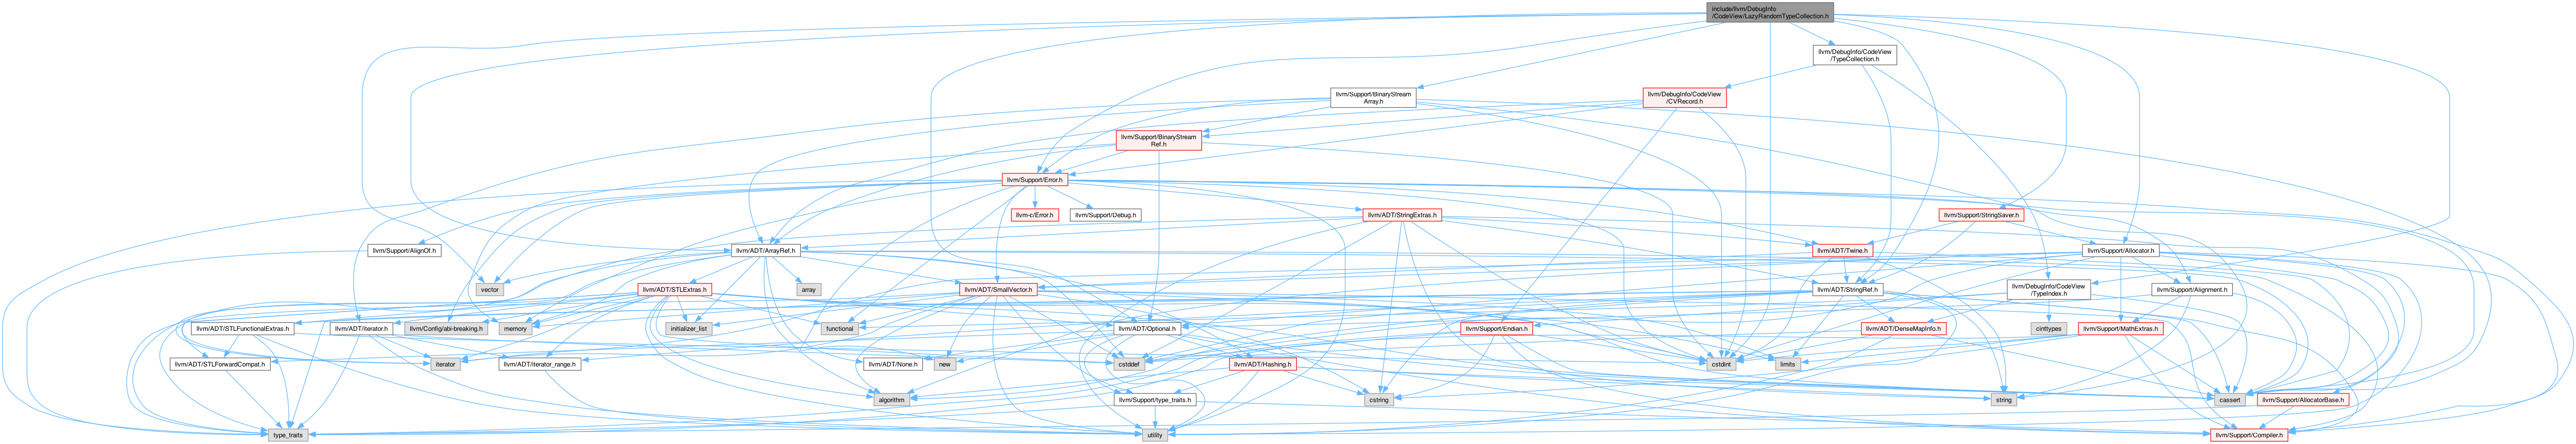 include/llvm/DebugInfo
/CodeView/LazyRandomTypeCollection.h
llvm/DebugInfo/CodeView
/TypeCollection.h
llvm/Support/BinaryStream
Array.h
llvm/DebugInfo/CodeView
/CVRecord.h
llvm/Support/BinaryStream
Ref.h
llvm/Support/Error.h
llvm-c/Error.h
llvm/Support/Debug.h
llvm/ADT/StringExtras.h
llvm/Support/StringSaver.h
llvm/Support/AlignOf.h
llvm/ADT/ArrayRef.h
llvm/ADT/Twine.h
llvm/Support/Allocator.h
vector
array
llvm/ADT/STLExtras.h
llvm/ADT/SmallVector.h
llvm/ADT/StringRef.h
llvm/DebugInfo/CodeView
/TypeIndex.h
llvm/Support/Alignment.h
llvm/ADT/STLFunctionalExtras.h
llvm/ADT/iterator.h
llvm/Config/abi-breaking.h
memory
initializer_list
functional
llvm/ADT/Optional.h
llvm/Support/Endian.h
llvm/ADT/DenseMapInfo.h
cinttypes
llvm/Support/MathExtras.h
llvm/ADT/STLForwardCompat.h
iterator
llvm/ADT/iterator_range.h
llvm/ADT/None.h
new
cstddef
llvm/ADT/Hashing.h
cstdint
limits
algorithm
llvm/Support/type_traits.h
cstring
string
cassert
llvm/Support/AllocatorBase.h
type_traits
utility
llvm/Support/Compiler.h